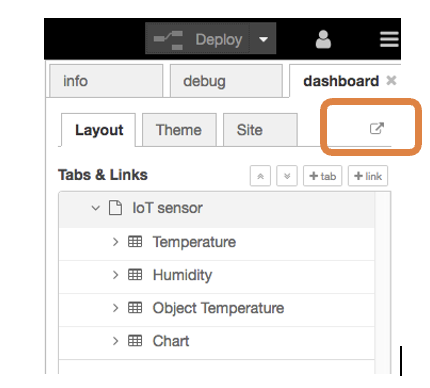 Deploy
info debug dashboard
Layout Theme Site
Tabs & Links +tab +link
IoT sensor
Temperature
Humidity
Object Temperature
Chart